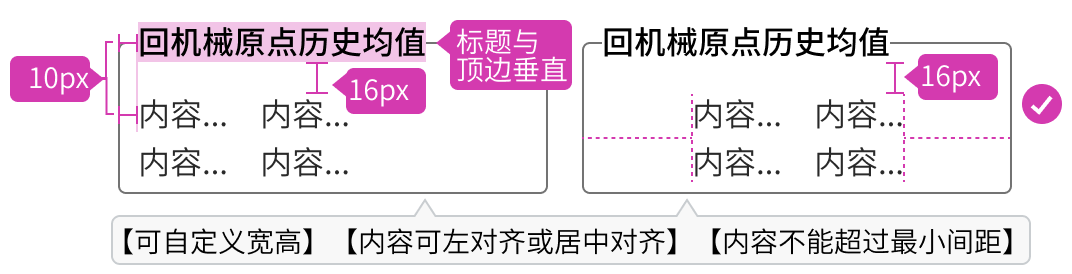 回机械原点历史均值
标题与
顶边垂直
10px
16px
内容... 内容...
内容... 内容...
回机械原点历史均值
16px
内容... 内容...
内容... 内容...
【可自定义宽高】 【内容可左对齐或居中对齐】 【内容不能超过最小间距】